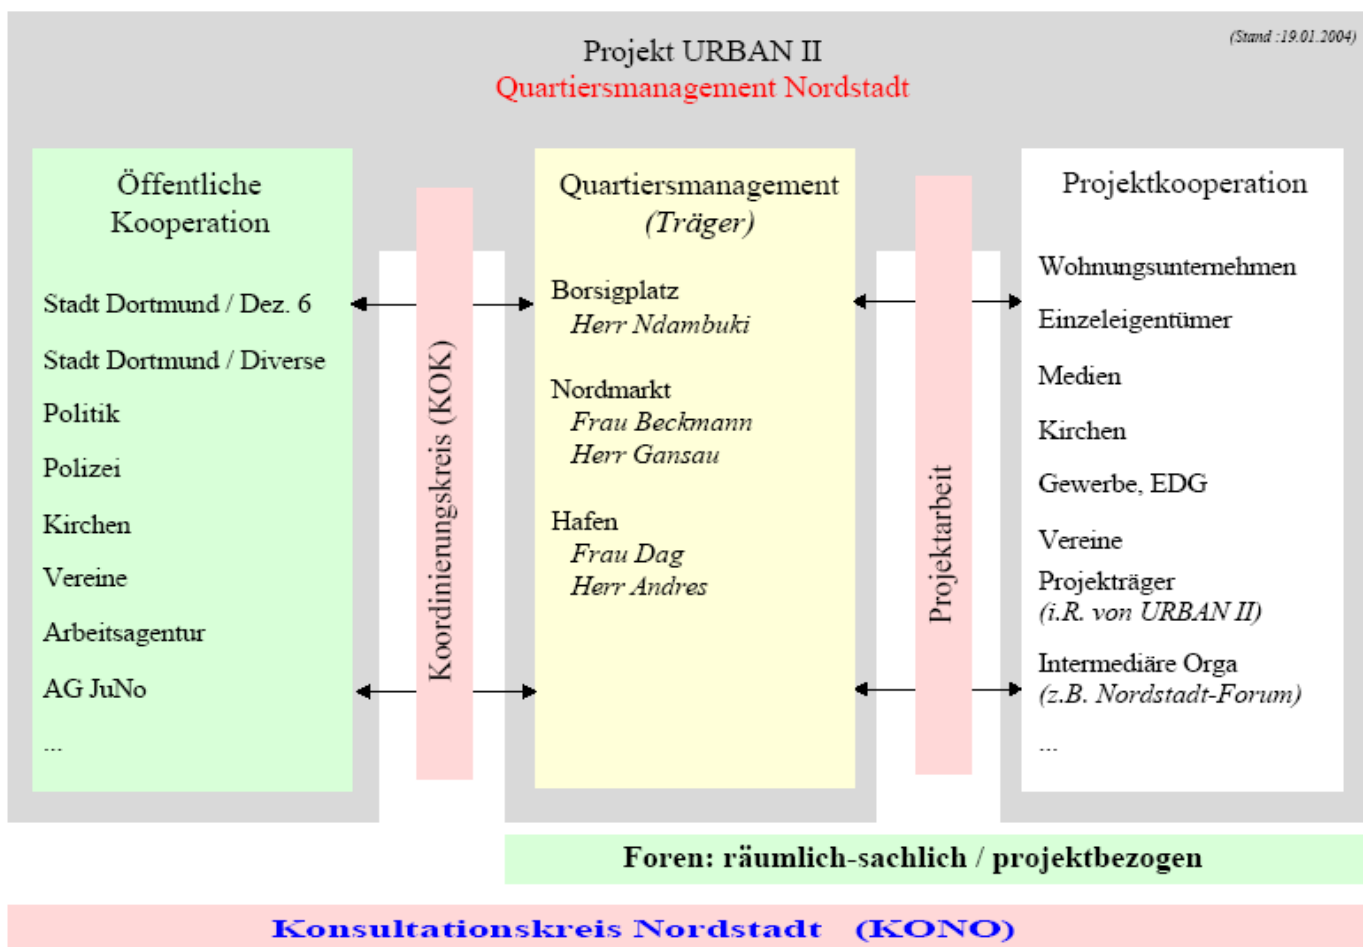 Projekt URBAN II
(Stand :19.01.2004)
Quartiersmanagement Nordstadt
Öffentliche
Kooperation
Stadt Dortmund / Dez. 6
Stadt Dortmund / Diverse
Politik
Polizei
Kirchen
Vereine
Arbeitsagentur
AG JuNo
...
Koordinierungskreis (KOK)
Quartiersmanagement
(Träger)
Borsigplatz
Herr Ndambuki
Nordmarkt
Frau Beckmann
Herr Gansau
Hafen
Frau Dag
Herr Andres
Projektarbeit
Projektkooperation
Wohnungsunternehmen
Einzeleigentümer
Medien
Kirchen
Gewerbe, EDG
Vereine
Projekträger
(i.R. von URBAN II)
Intermediäre Orga
(z.B. Nordstadt-Forum)
...
Foren: räumlich-sachlich / projektbezogen
Konsultationskreis Nordstadt (KONO)